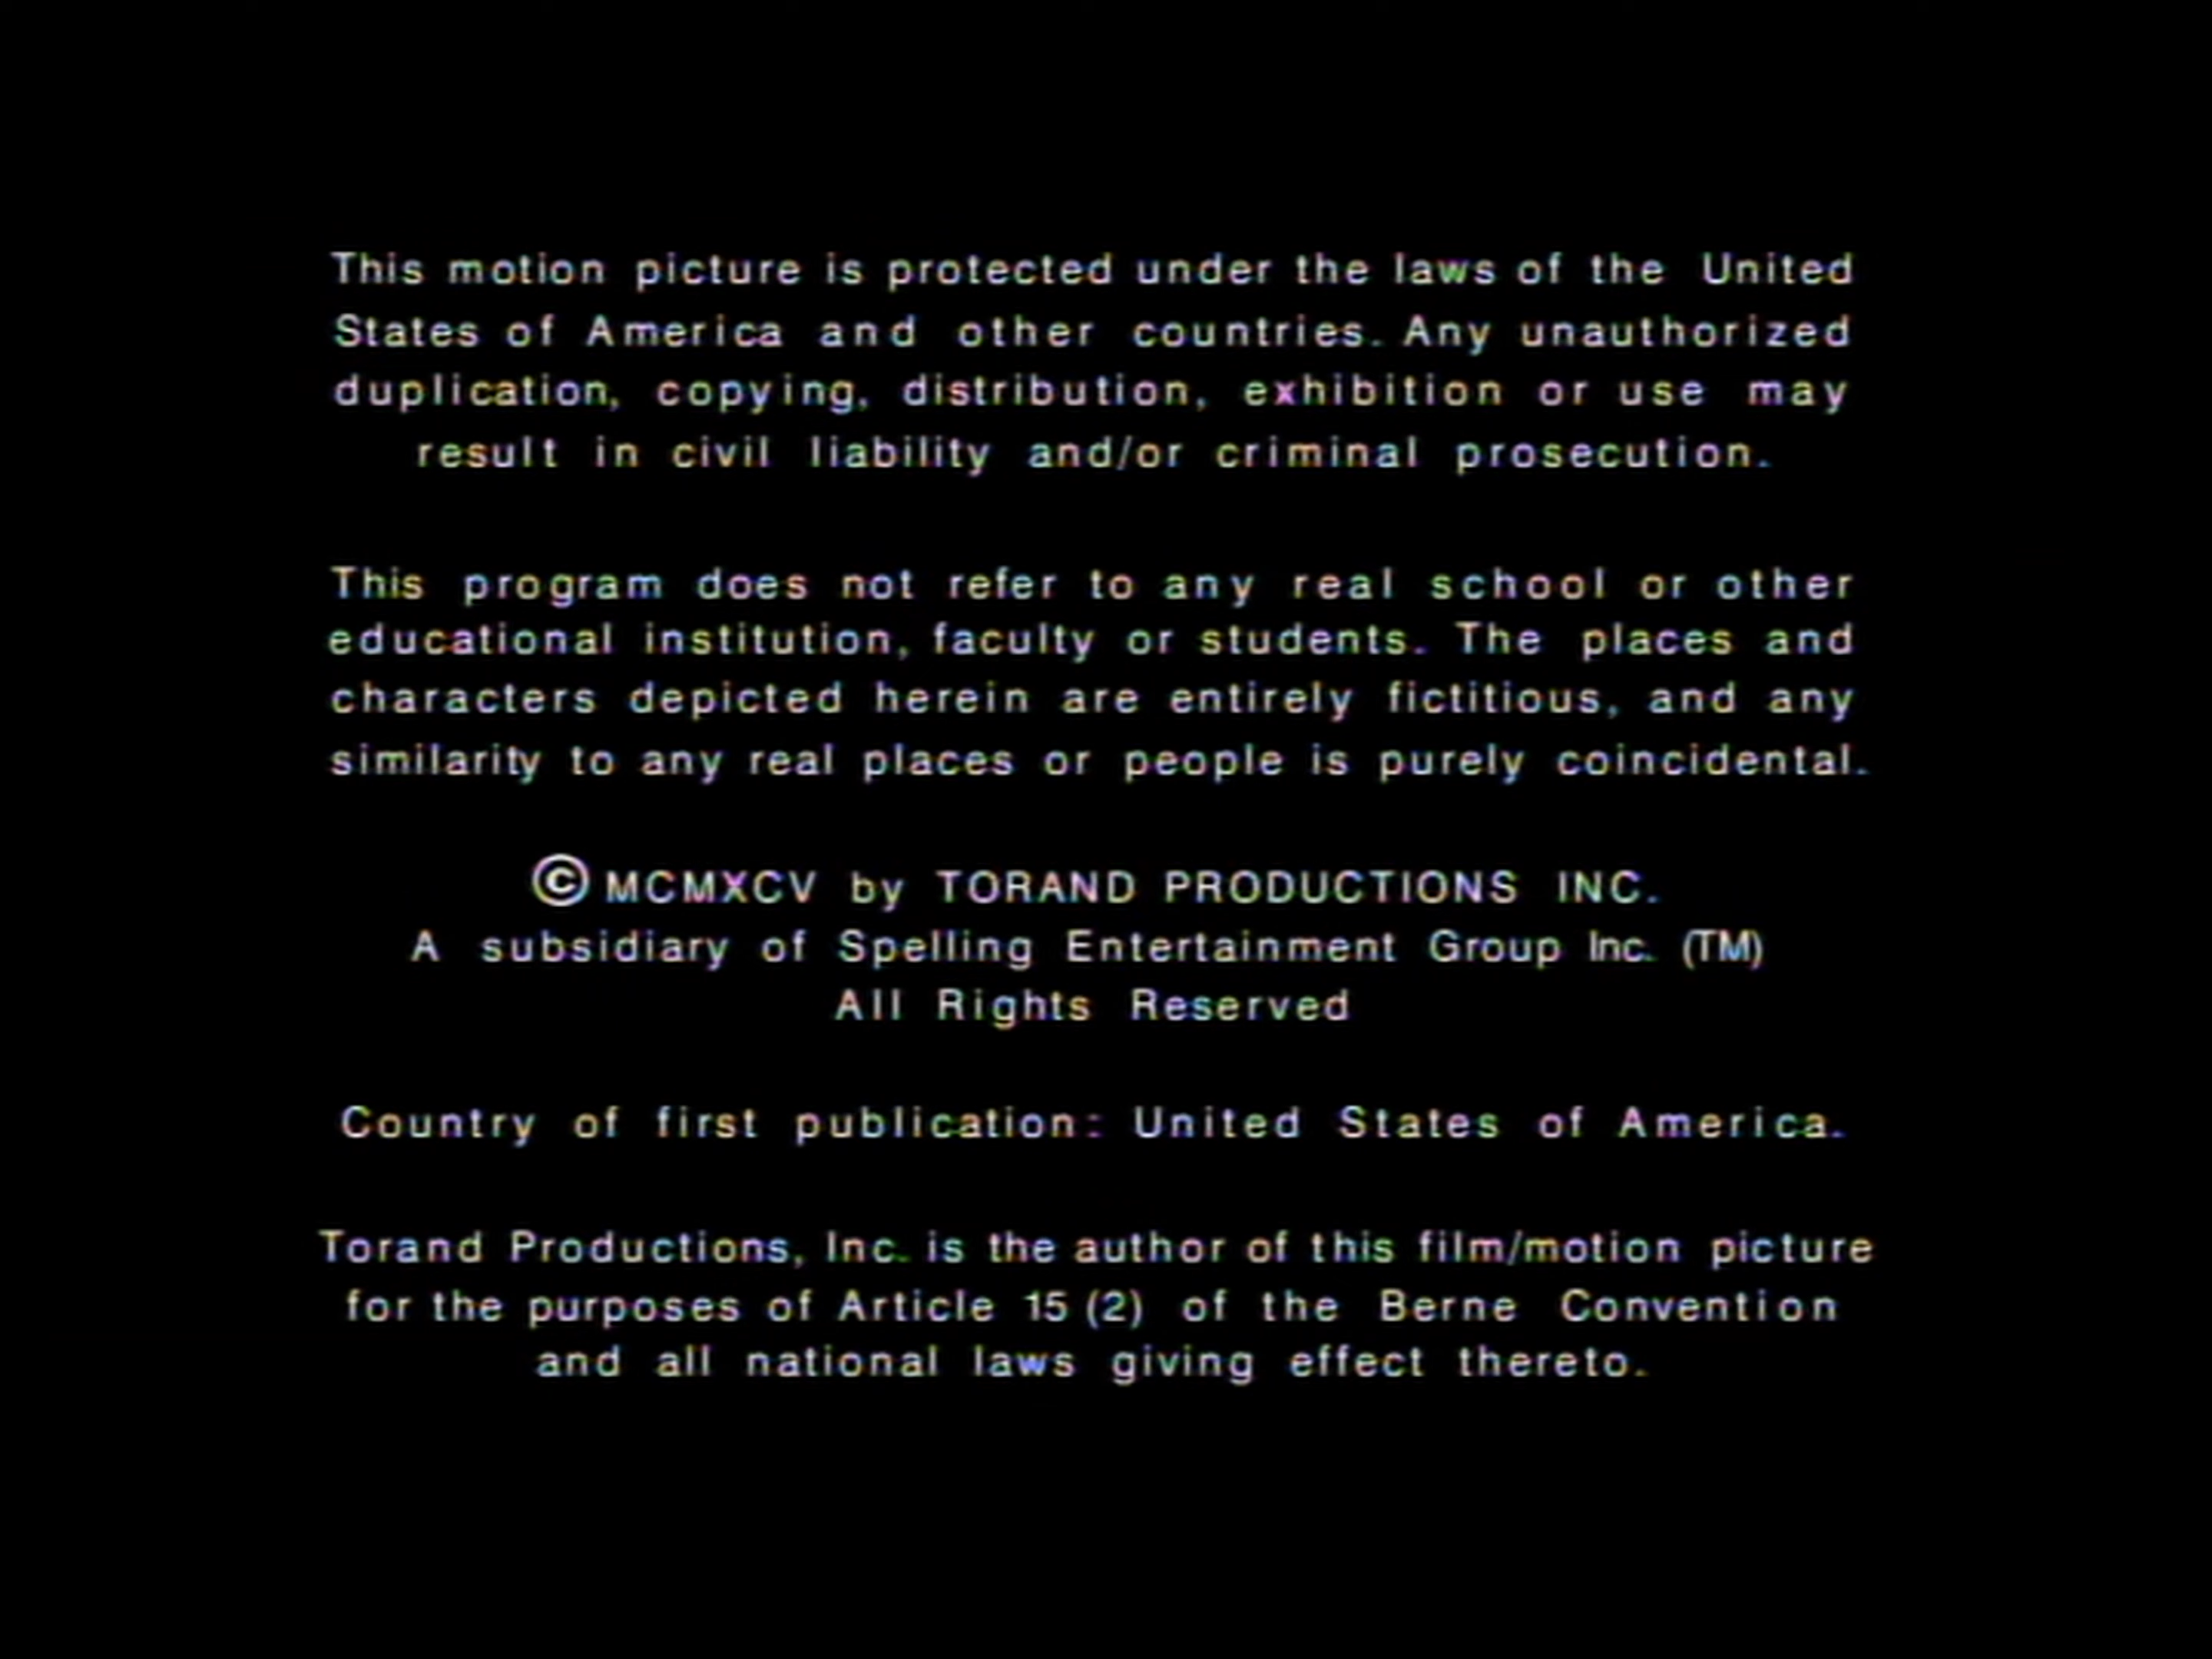 This motion picture is protected under the laws of the United
States of America and other countries. Any unauthorized
duplication, copying, distribution, exhibition or use may
result in civil liability and/or criminal prosecution.
This program does not refer to any real school or other
educational institution, faculty or students. The places and
characters depicted herein are entirely fictitious, and any
similarity to any real places or people is purely coincidental.
© MCMXCV by TORAND PRODUCTIONS INC.
A subsidiary of Spelling Entertainment Group Inc. (TM)
All Rights Reserved
Country of first publication: United States of America.
Torand Productions, Inc. is the author of this film/motion picture
for the purposes of Article 15 (2) of the Berne Convention
and all national laws giving effect thereto.